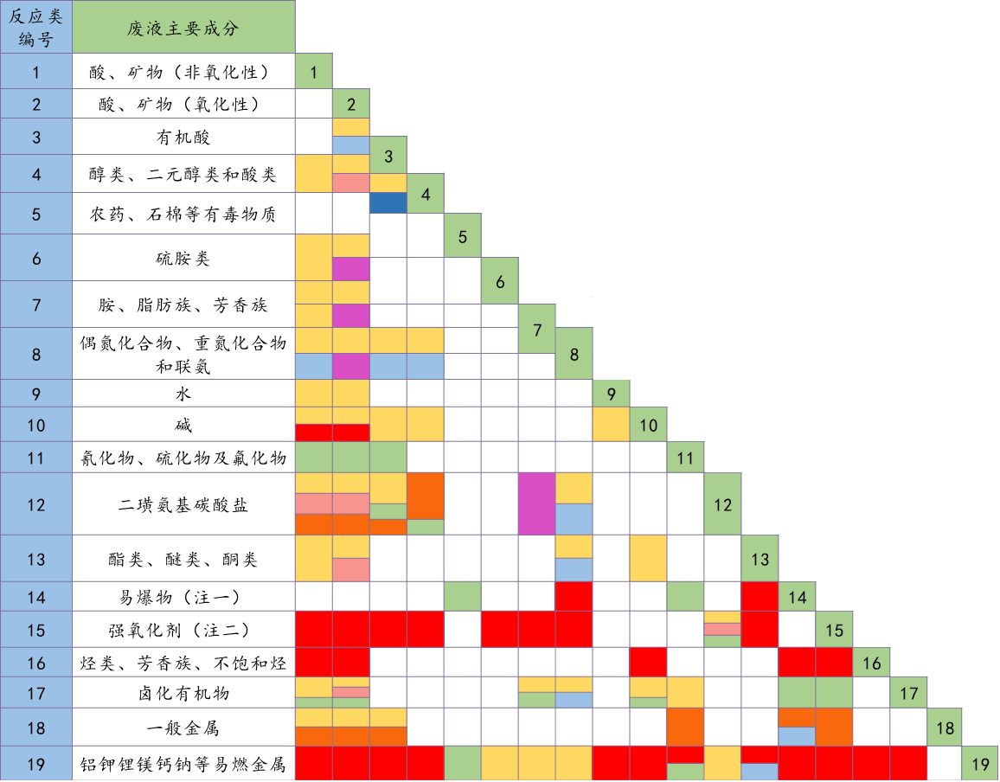 反应类
编号
废液主要成分
1
酸、矿物（非氧化性）
1
2
酸、矿物（氧化性）
2
3
有机酸
3
4
醇类、二元醇类和酸类
4
5
农药、石棉等有毒物质
5
6
硫胺类
6
7
胺、脂肪族、芳香族
7
8
偶氮化合物、重氮化合物
和联氨
8
9
水
9
10
碱
10
11
氰化物、硫化物及氟化物
11
12
二璜氨基碳酸盐
12
13
酯类、醚类、酮类
13
14
易爆物（注一）
14
15
强氧化剂（注二）
15
16
烃类、芳香族、不饱和烃
16
17
卤化有机物
17
18
一般金属
18
19
铝钾锂镁钙钠等易燃金属
19